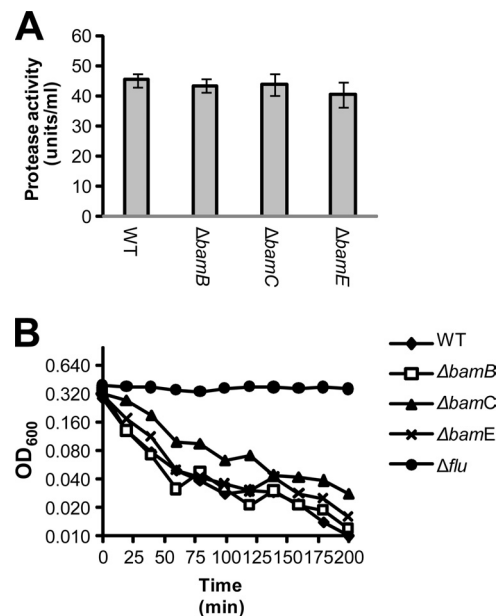 A
Protease activity
(units/ml)
60
50
40
30
20
10
0
WT
ΔbamB
ΔbamC
ΔbamE
B
OD600
0.640
0.320
0.160
0.080
0.040
0.020
0.010
0 25 50 75 100 125 150 175 200
Time
(min)
WT
ΔbamB
ΔbamC
ΔbamE
Δflu